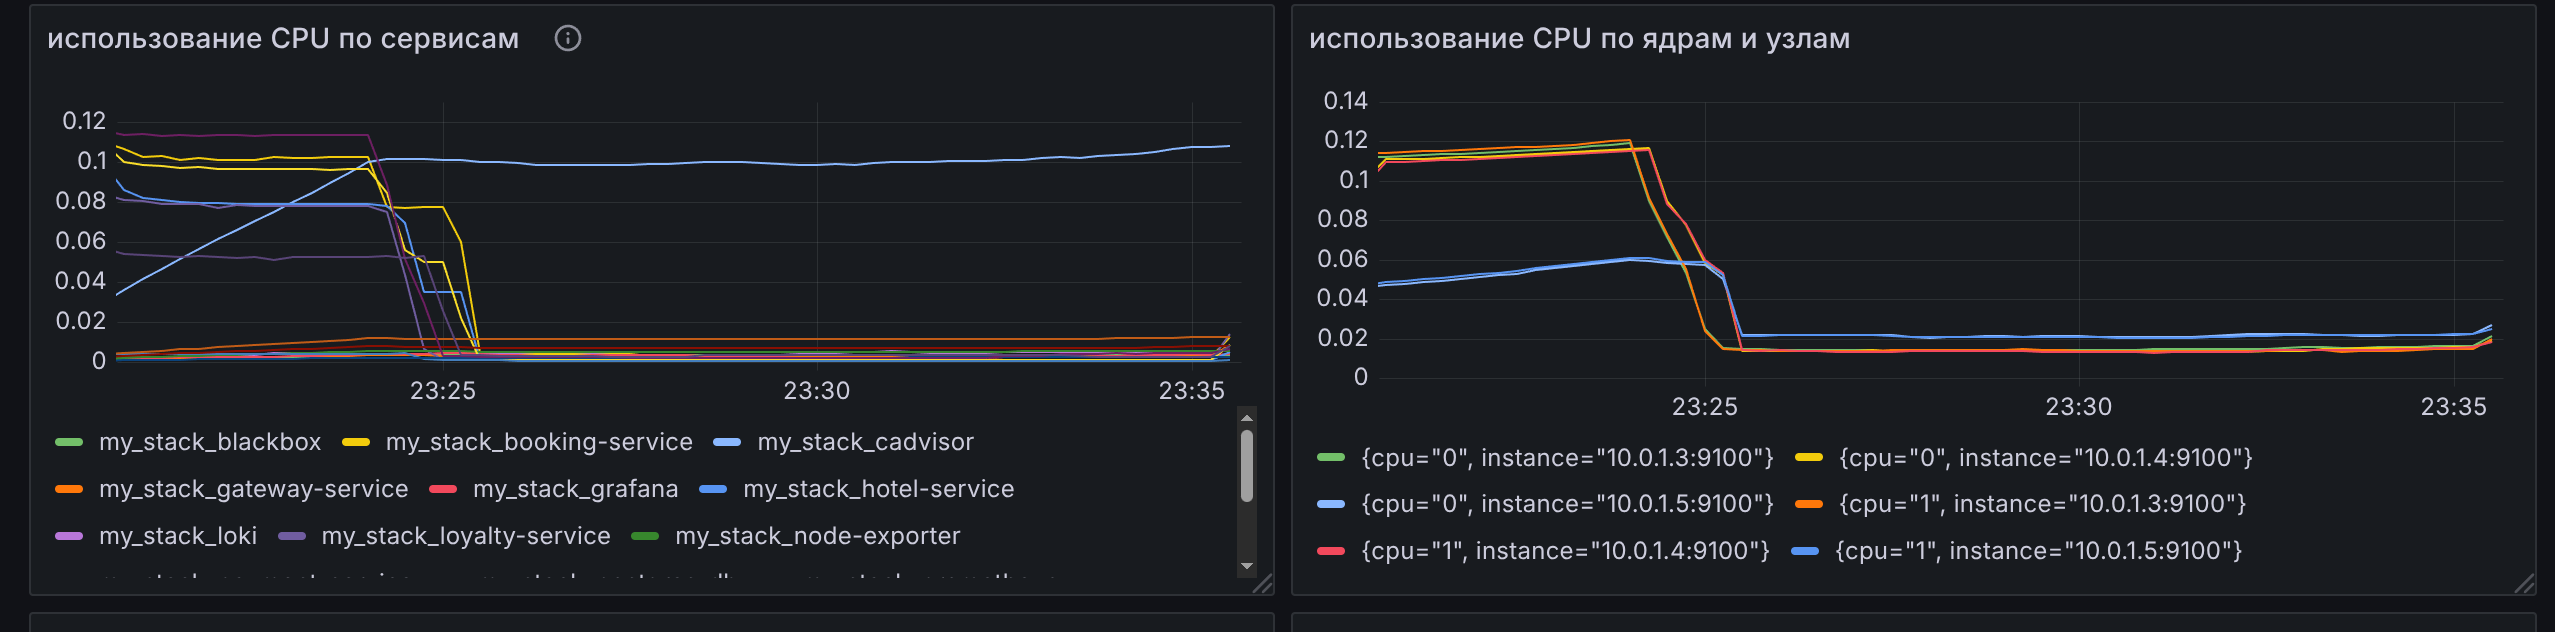 использование CPU по сервисам
0.12
0.1
0.08
0.06
0.04
0.02
0
23:25 23:30 23:35
my_stack_blackbox my_stack_booking-service my_stack_cadvisor
my_stack_gateway-service my_stack_grafana my_stack_hotel-service
my_stack_loki my_stack_loyalty-service my_stack_node-exporter
использование CPU по ядрам и узлам
0.14
0.12
0.1
0.08
0.06
0.04
0.02
0
23:25 23:30 23:35
{cpu="0", instance="10.0.1.3:9100"} {cpu="0", instance="10.0.1.4:9100"}
{cpu="0", instance="10.0.1.5:9100"} {cpu="1", instance="10.0.1.3:9100"}
{cpu="1", instance="10.0.1.4:9100"} {cpu="1", instance="10.0.1.5:9100"}